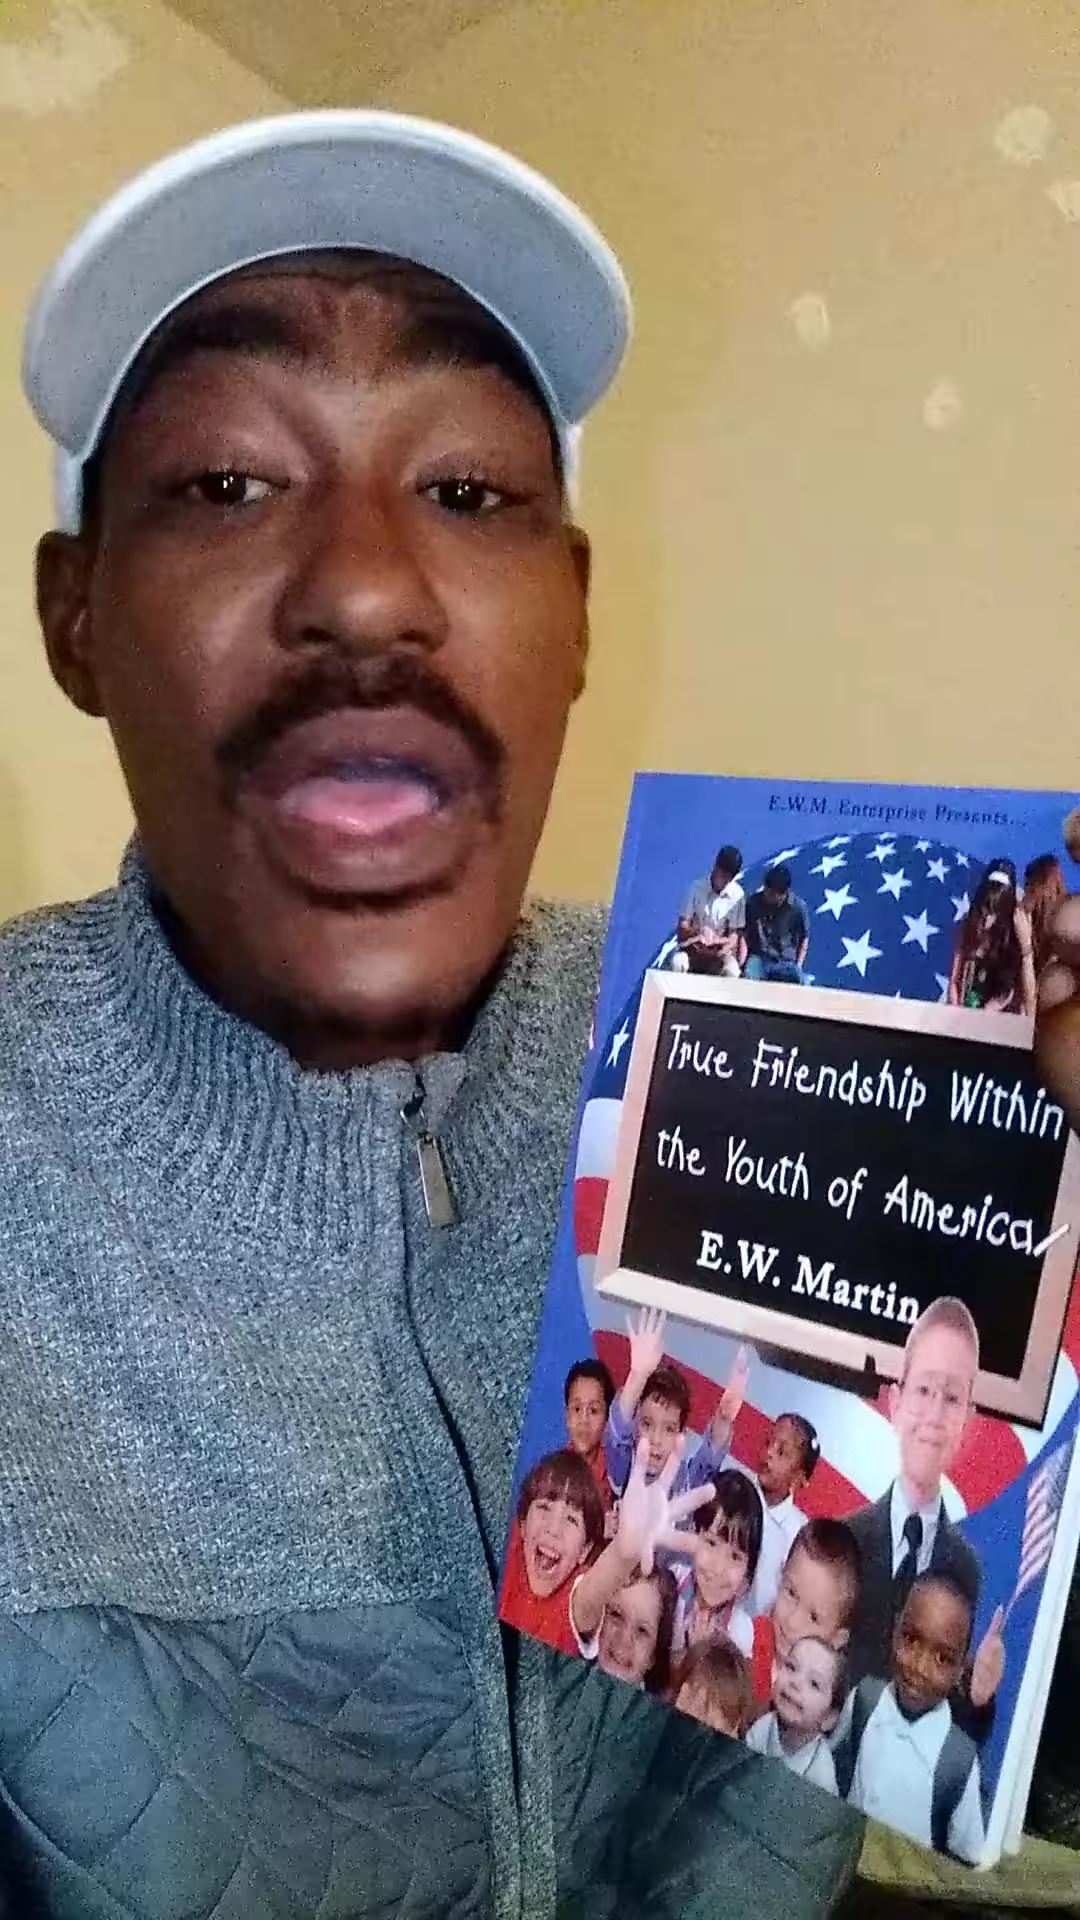 E.W.M. Enterprise Presents...
True Friendship Within
the Youth of America
E.W. Martin